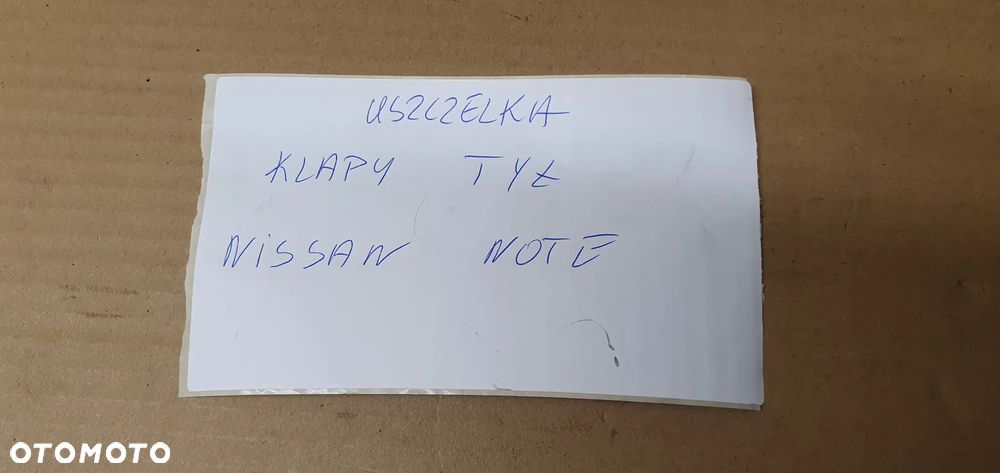 USZCZELKA
KLAPY TYŁ
NiSSAN NOTE
OTOMOTO